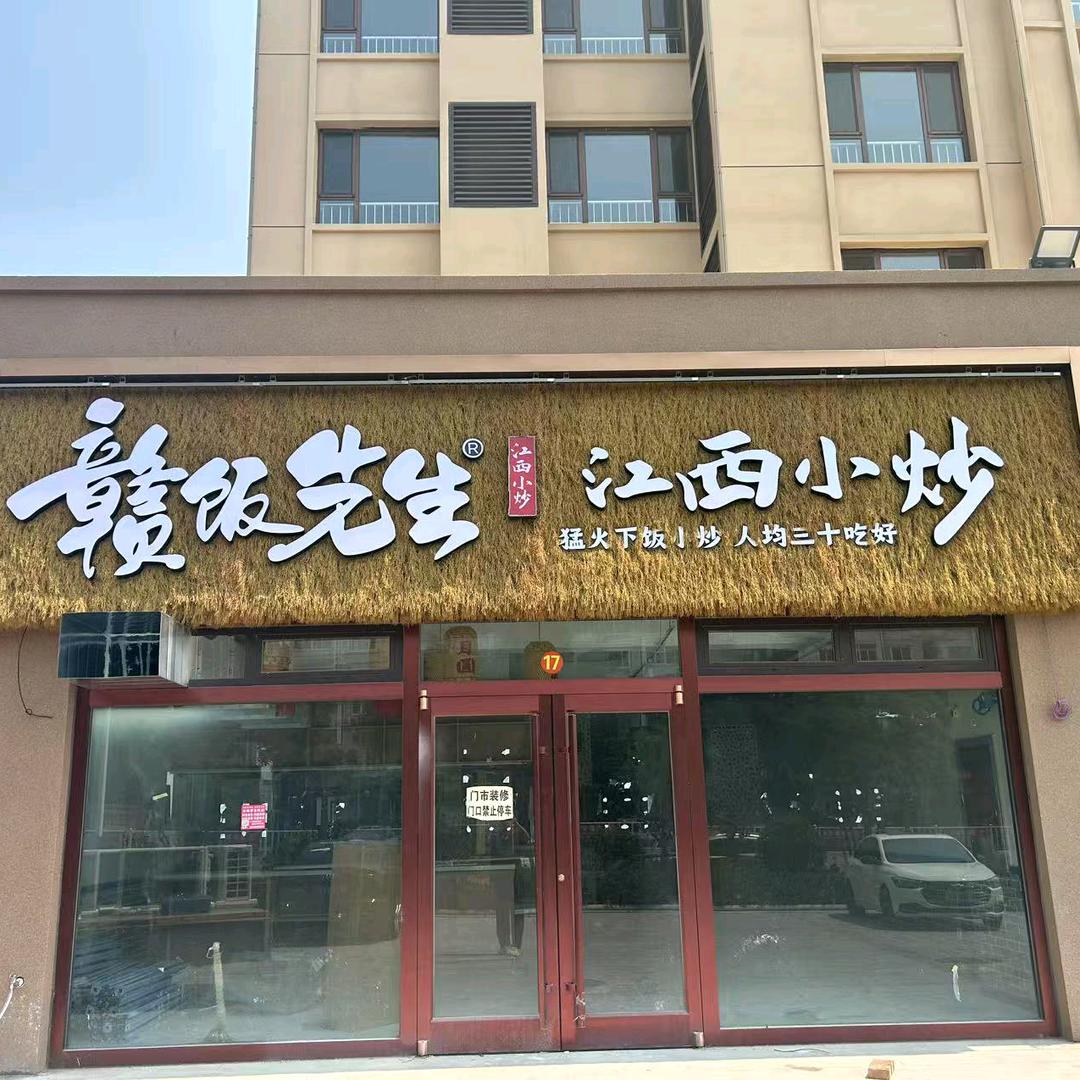 赣饭先生®
江西小炒
江西小炒
猛火下饭小炒 人均三十吃好
17
门市装修
门口禁止停车